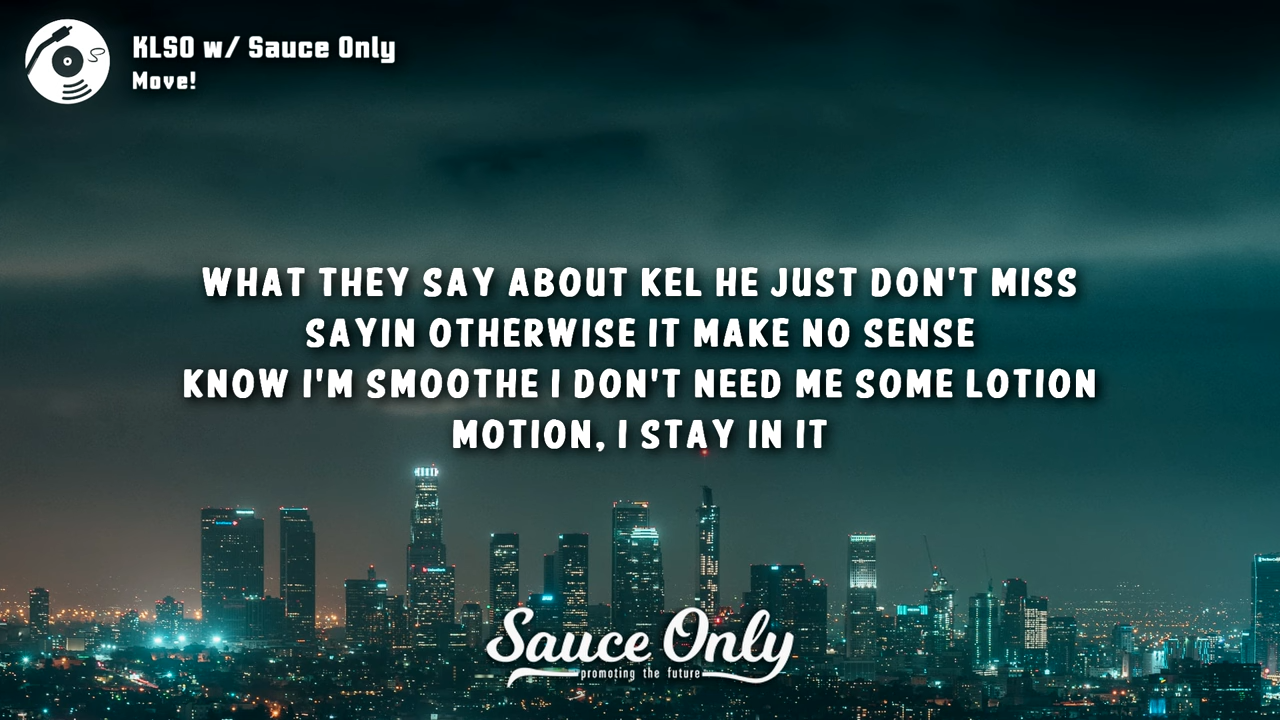 KLSO w/ Sauce Only
Move!
WHAT THEY SAY ABOUT KEL HE JUST DON'T MISS
SAYIN OTHERWISE IT MAKE NO SENSE
KNOW I'M SMOOTHE I DON'T NEED ME SOME LOTION
MOTION, I STAY IN IT
Sauce Only
promoting the future